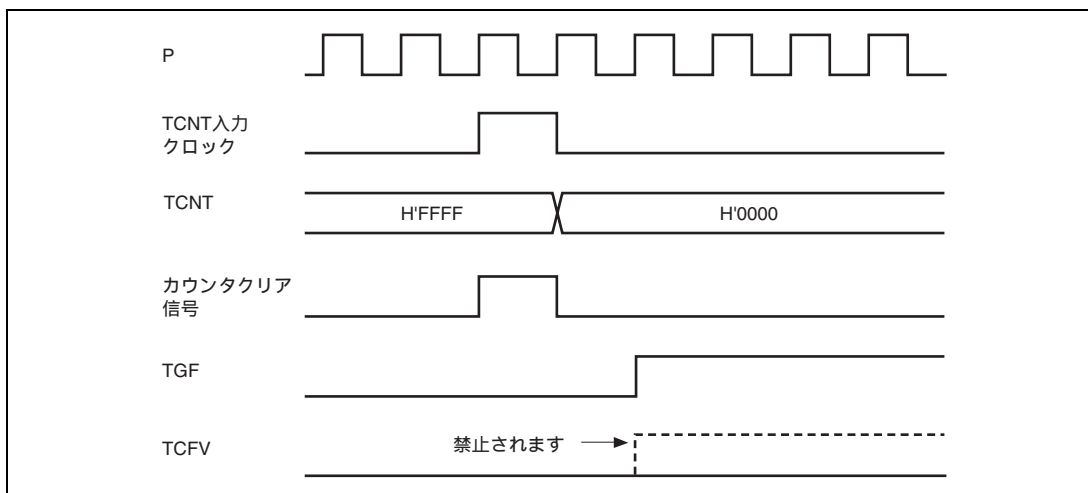 P
TCNT入力
クロック
TCNT
H'FFFF
H'0000
カウンタクリア
信号
TGF
TCFV
禁止されます